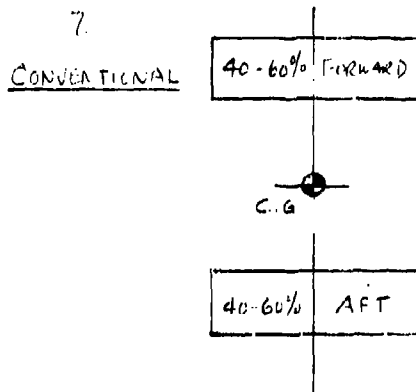 7.
CONVENTIONAL
40-60% FORWARD
C.G
40-60% AFT